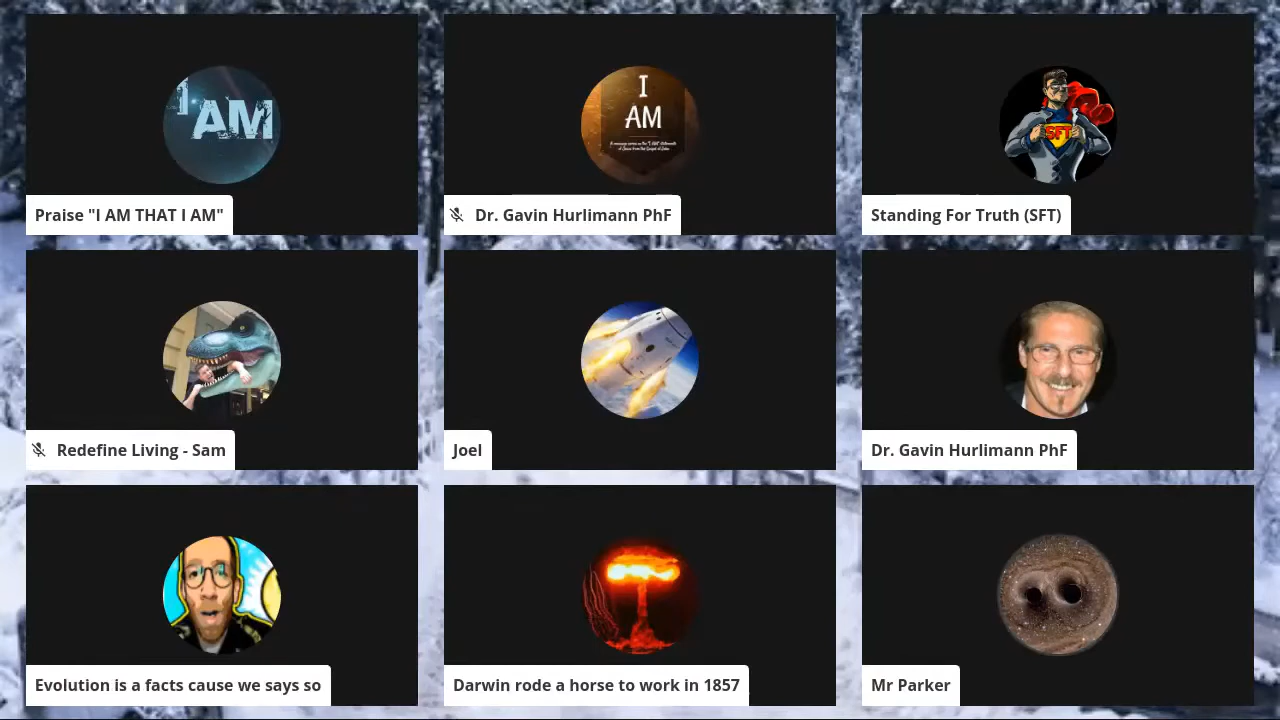 I AM
Praise "I AM THAT I AM"
I
AM
Dr. Gavin Hurlimann PhF
SFT
Standing For Truth (SFT)
Redefine Living - Sam
Joel
Dr. Gavin Hurlimann PhF
Evolution is a facts cause we says so
Darwin rode a horse to work in 1857
Mr Parker